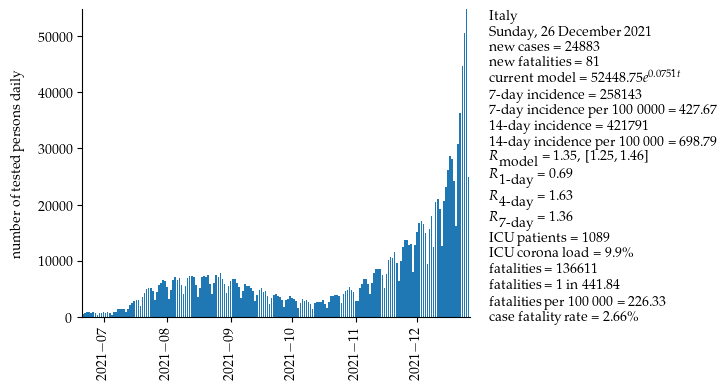 number of tested persons daily
50000
40000
30000
20000
10000
0
2021−07
2021−08
2021−09
2021−10
2021−11
2021−12
Italy
Sunday, 26 December 2021
new cases = 24883
new fatalities = 81
current model = 52448.75e^0.0751t
7-day incidence = 258143
7-day incidence per 100 0000 = 427.67
14-day incidence = 421791
14-day incidence per 100 000 = 698.79
R_model = 1.35, [1.25, 1.46]
R_1-day = 0.69
R_4-day = 1.63
R_7-day = 1.36
ICU patients = 1089
ICU corona load = 9.9%
fatalities = 136611
fatalities = 1 in 441.84
fatalities per 100 000 = 226.33
case fatality rate = 2.66%